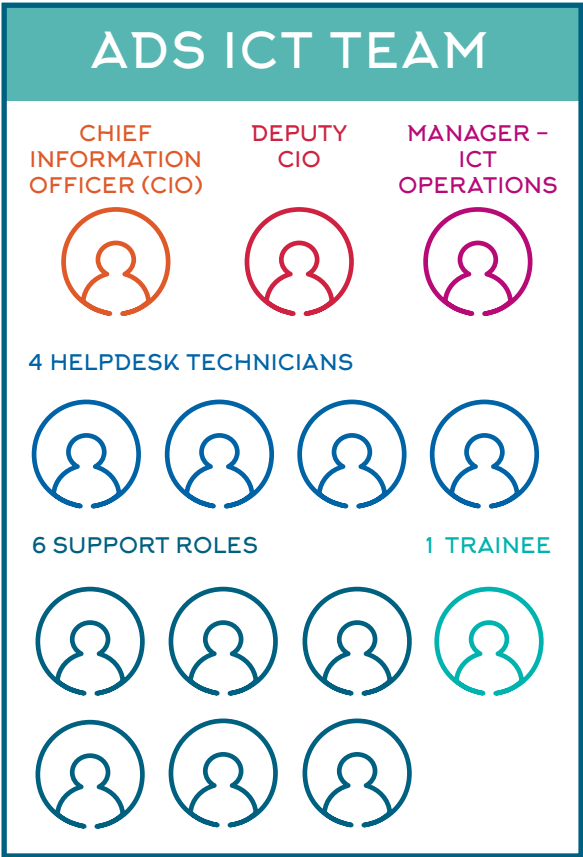 ADS ICT TEAM
CHIEF
INFORMATION
OFFICER (CIO)
DEPUTY
CIO
MANAGER –
ICT
OPERATIONS
4 HELPDESK TECHNICIANS
6 SUPPORT ROLES
1 TRAINEE